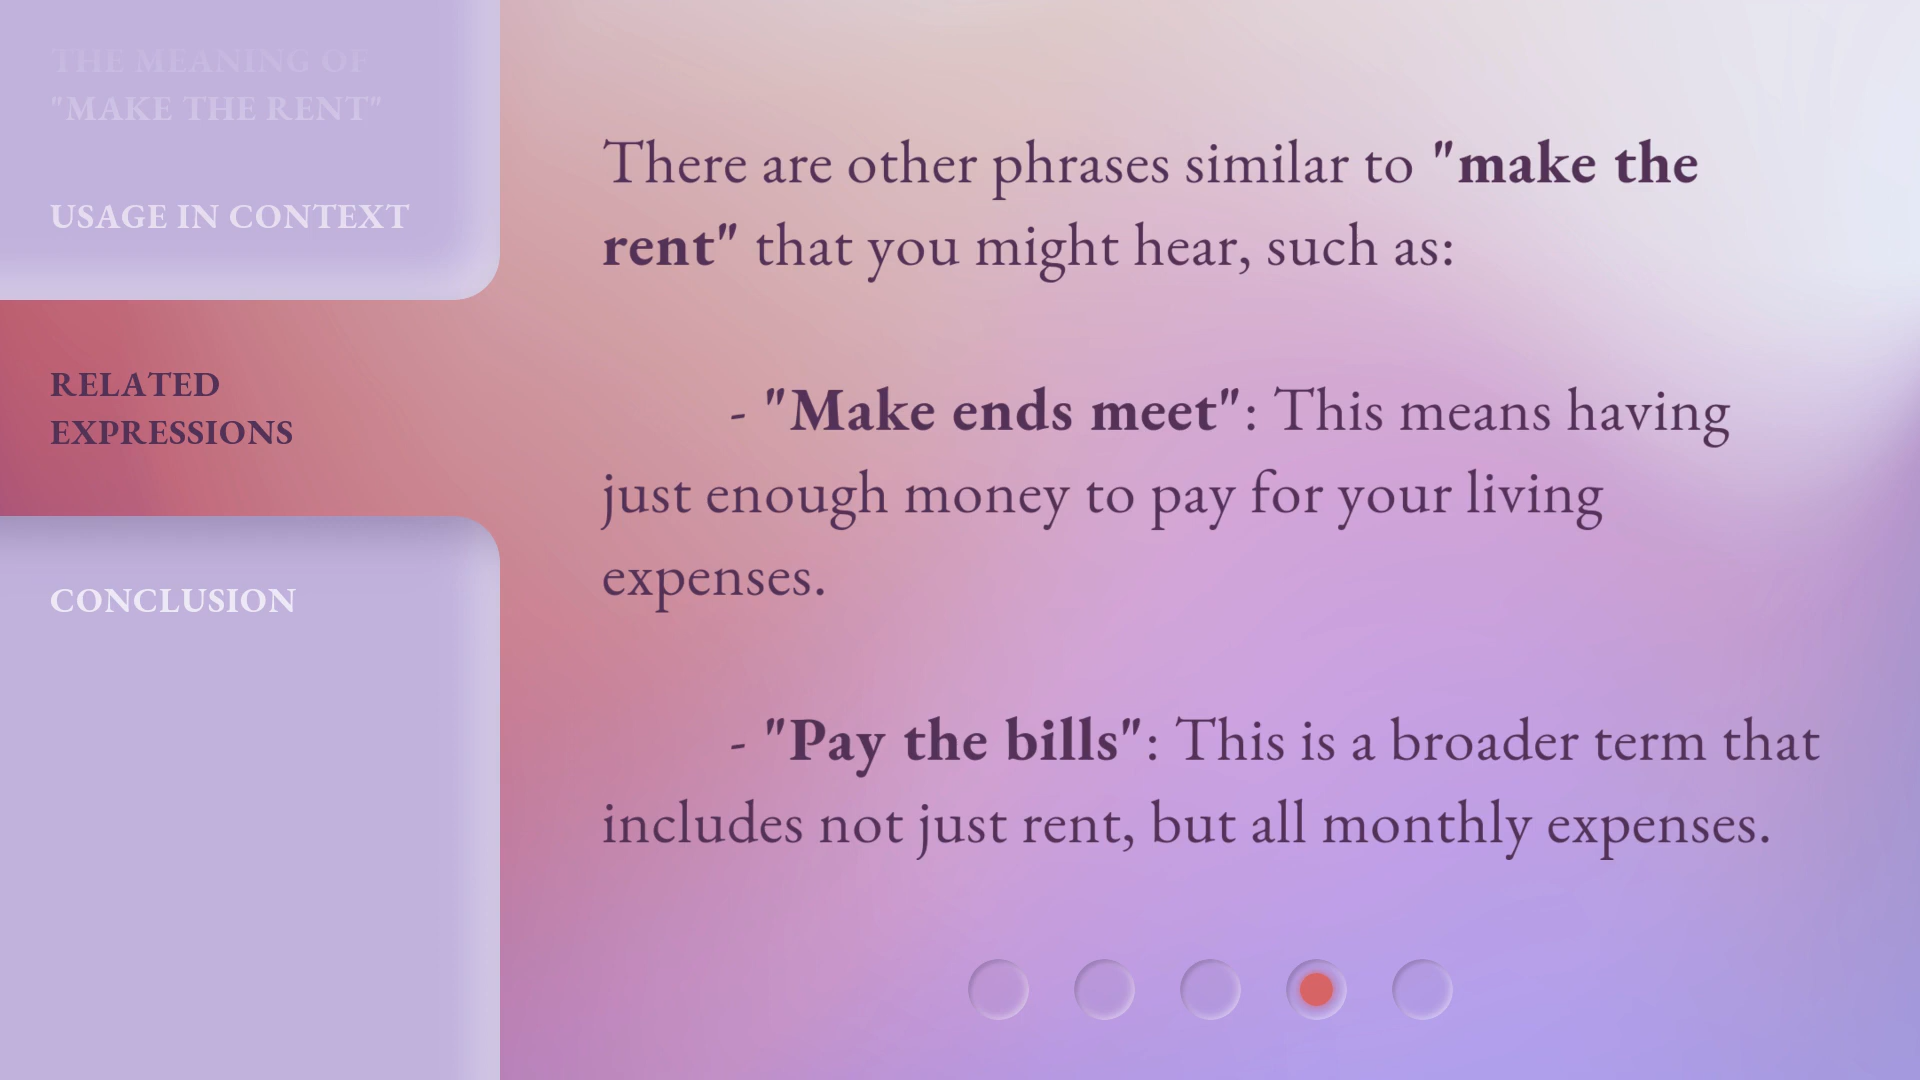 THE MEANING OF
"MAKE THE RENT"
USAGE IN CONTEXT
RELATED
EXPRESSIONS
CONCLUSION
There are other phrases similar to "make the
rent" that you might hear, such as:
- "Make ends meet": This means having
just enough money to pay for your living
expenses.
- "Pay the bills": This is a broader term that
includes not just rent, but all monthly expenses.